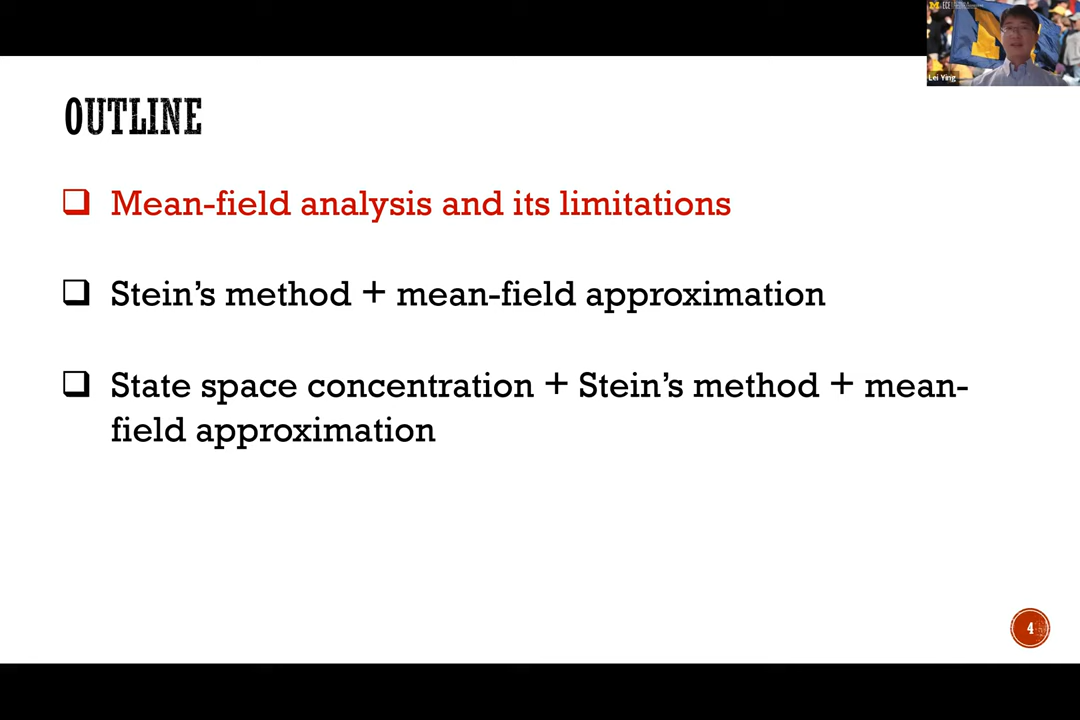 M ECE
Lei Ying
OUTLINE
❑ Mean-field analysis and its limitations
❑ Stein’s method + mean-field approximation
❑ State space concentration + Stein’s method + mean-
field approximation
4